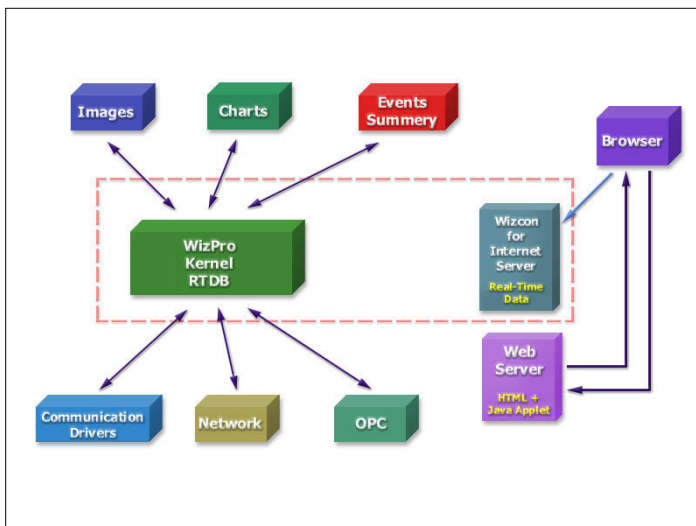 Images
Charts
Events
Summery
Browser
WizPro
Kernel
RTDB
Wizcon
for
Internet
Server
Real-Time
Data
Web
Server
HTML +
Java Applet
Communication
Drivers
Network
OPC